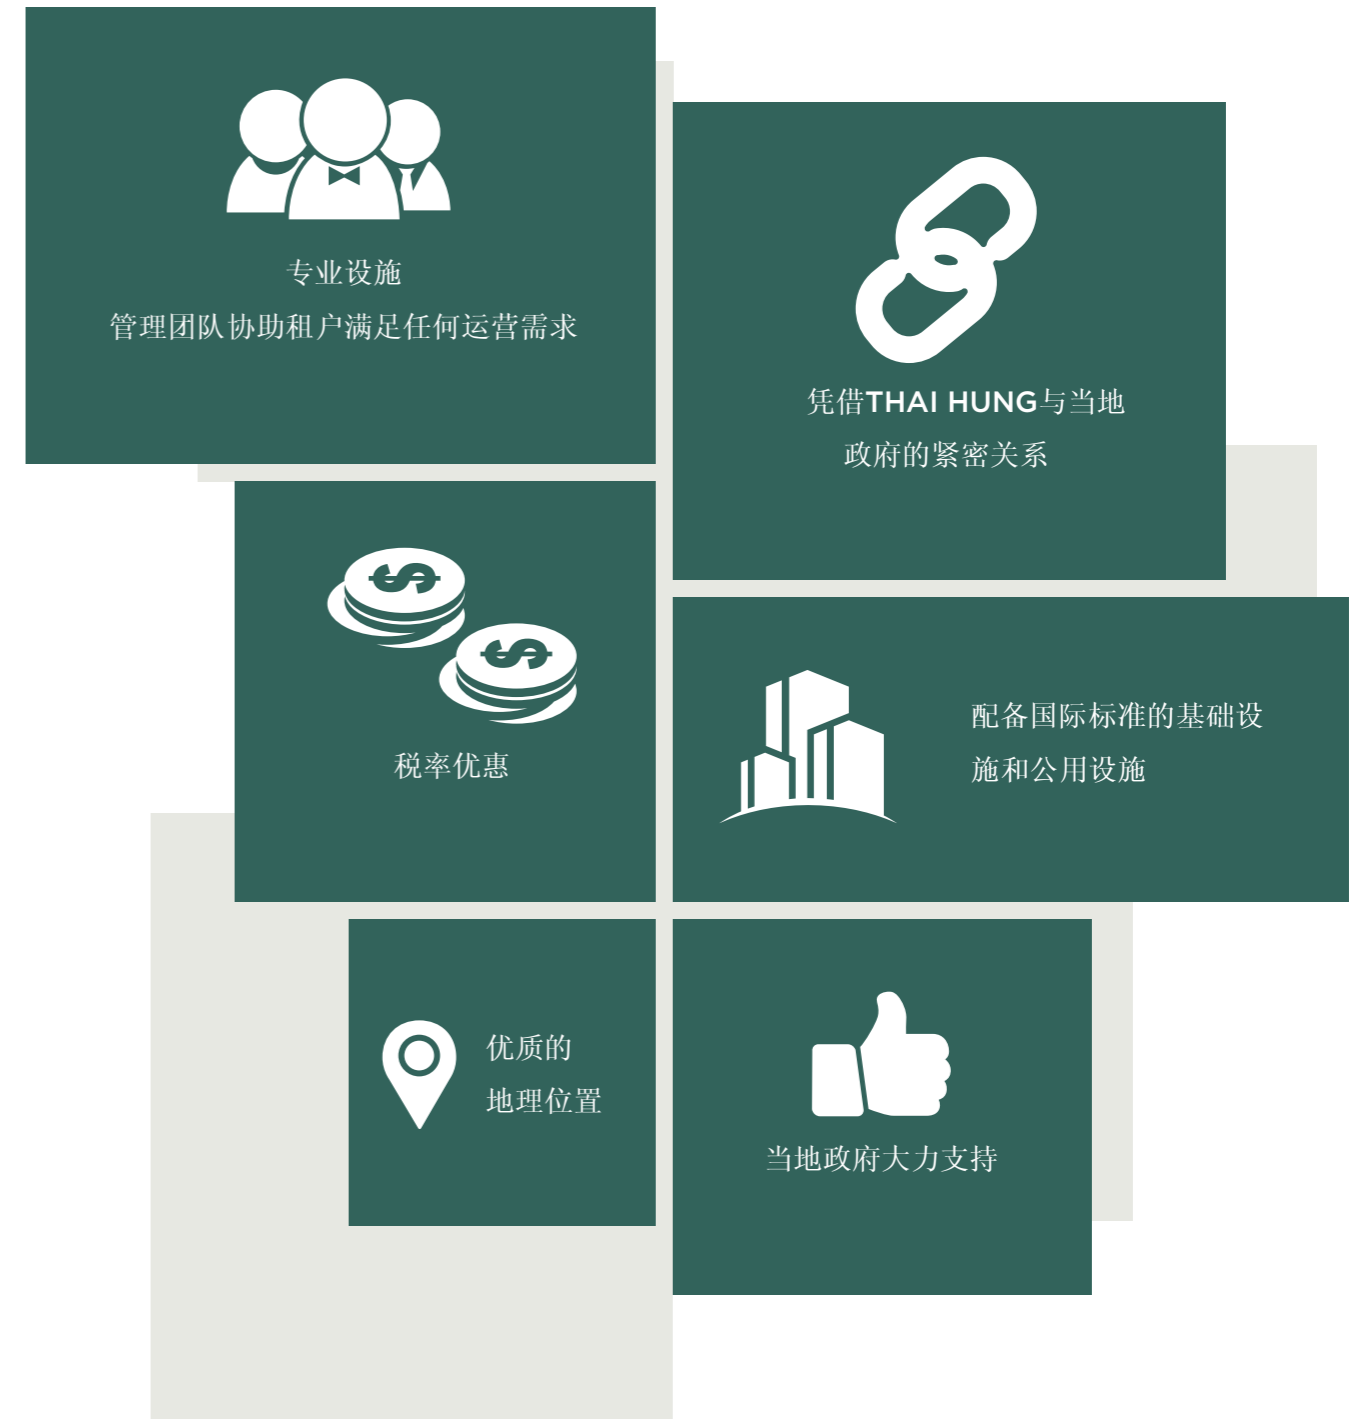 专业设施
管理团队协助租户满足任何运营需求
凭借THAI HUNG与当地
政府的紧密关系
税率优惠
配备国际标准的基础设
施和公用设施
优质的
地理位置
当地政府大力支持